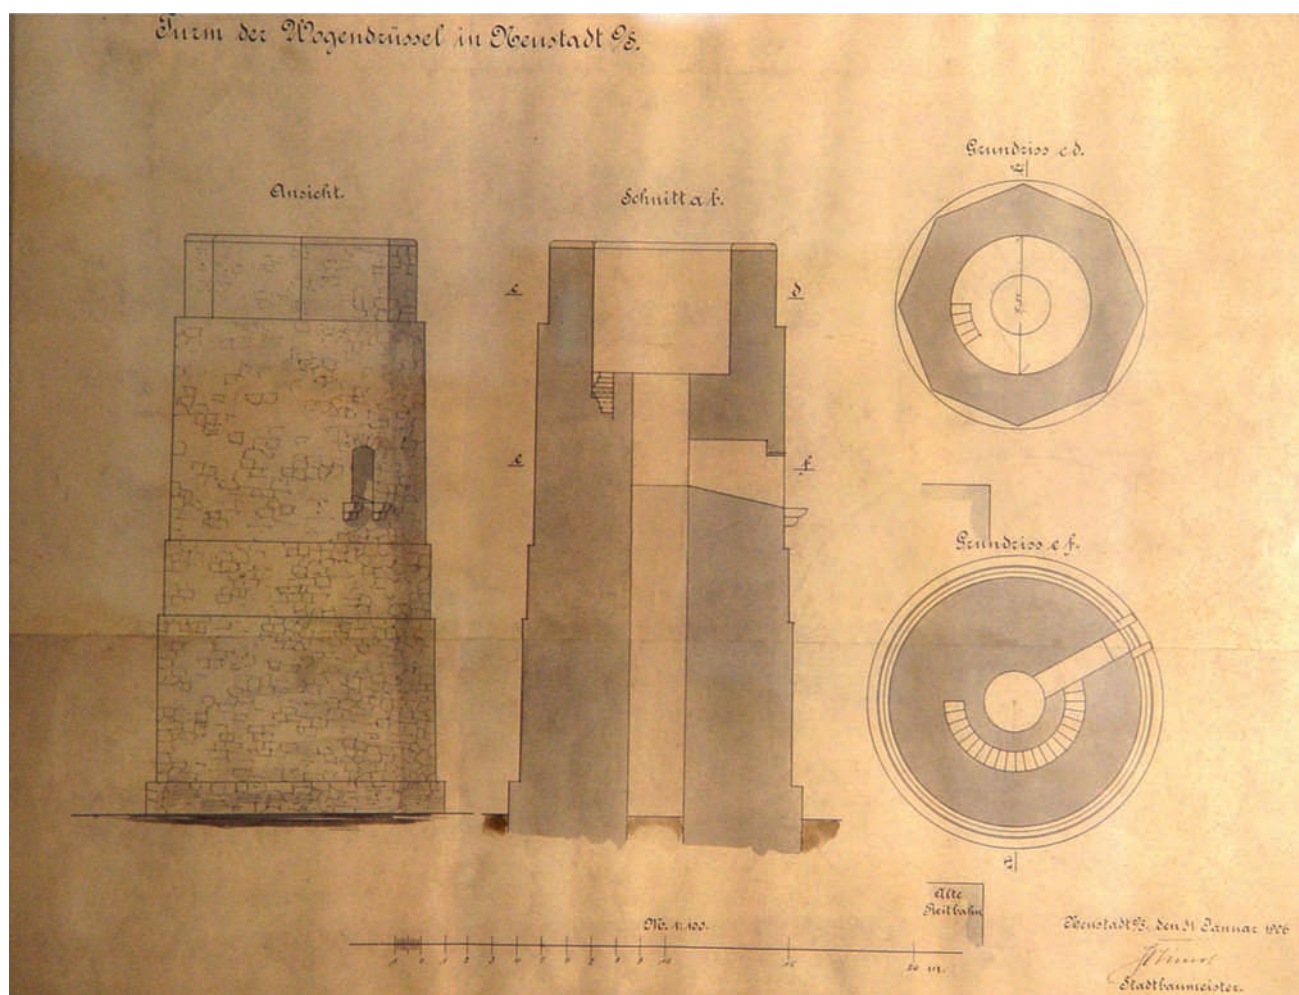 Turm der Wogendrüssel in Neustadt O/S.
Ansicht.
Schnitt a b.
Grundriss c d.
b
c
d
e
f
Grundriss e f.
a
Alte
Reitbahn
M. 1:100.
10
15
20 m.
Neustadt O/S, den 31 Januar 1906
Stadtbaumeister.